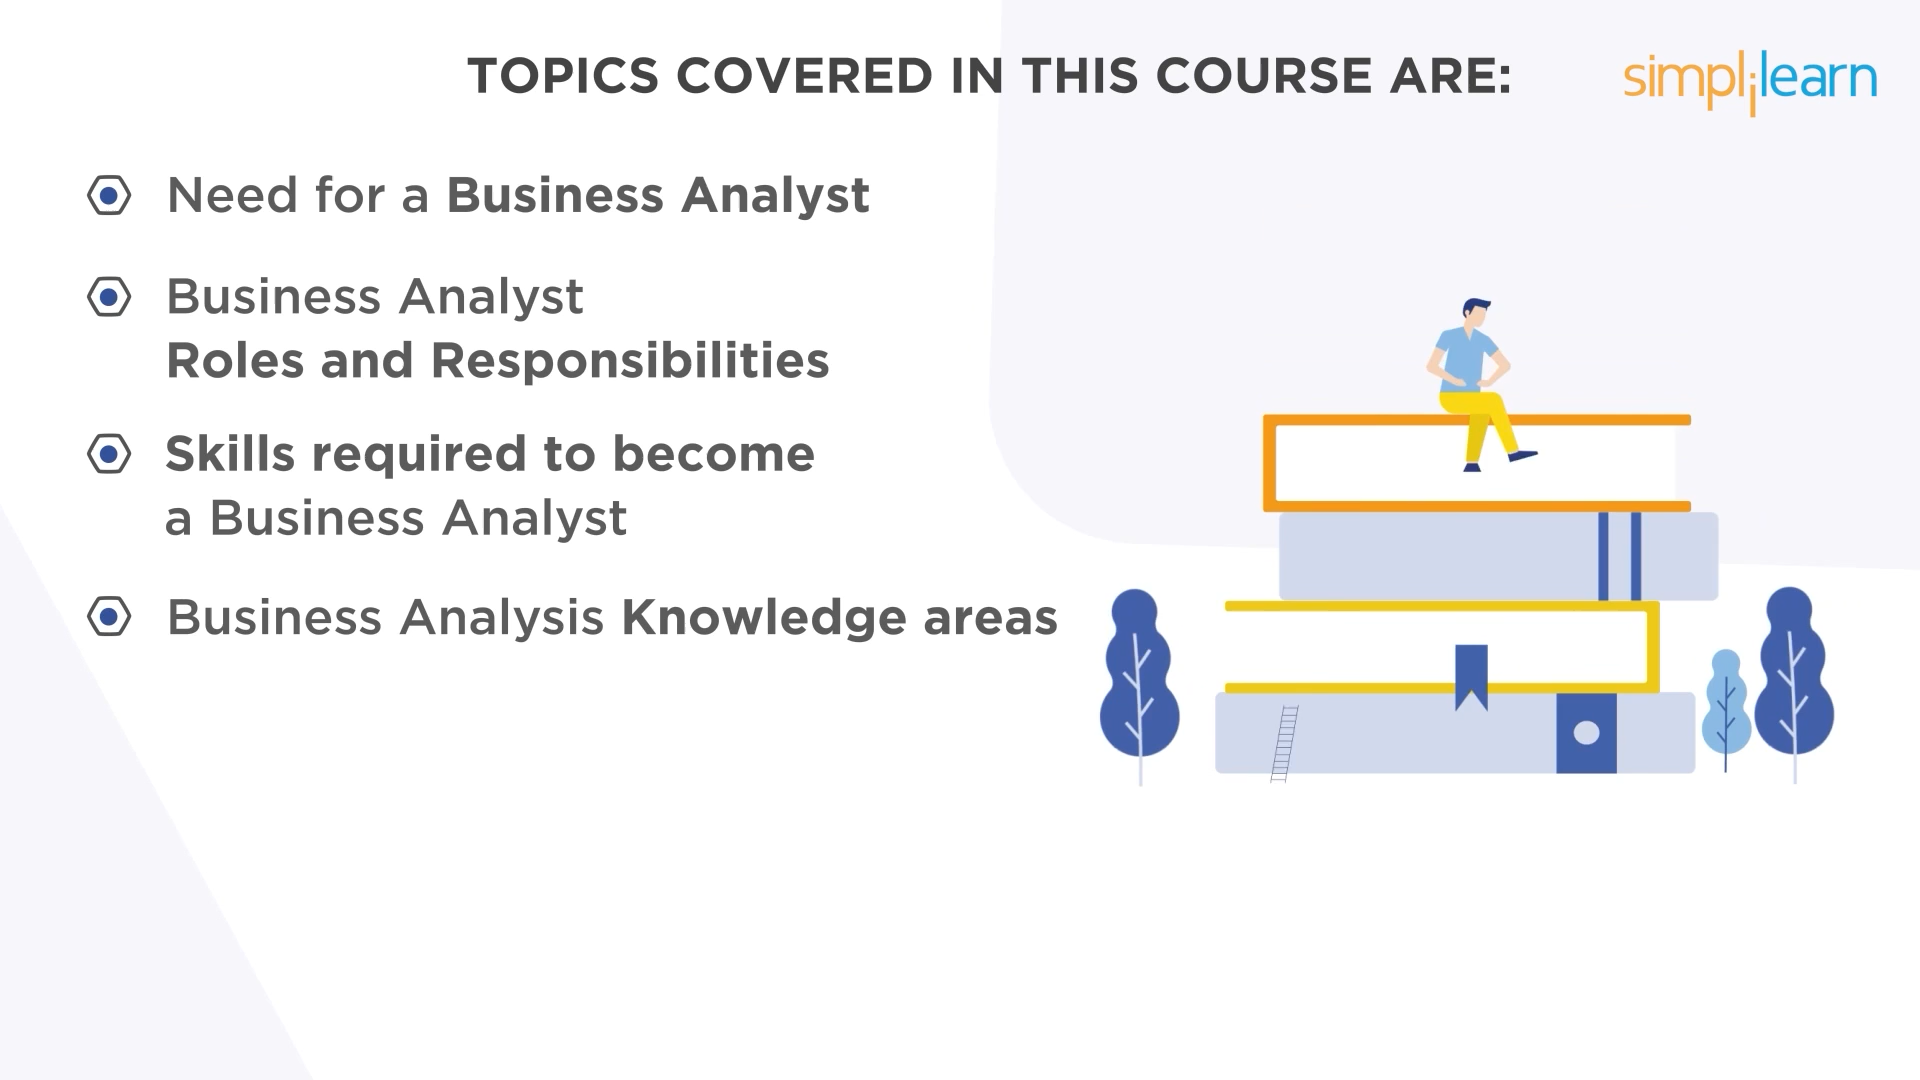 TOPICS COVERED IN THIS COURSE ARE:
simplilearn
Need for a Business Analyst
Business Analyst
Roles and Responsibilities
Skills required to become
a Business Analyst
Business Analysis Knowledge areas